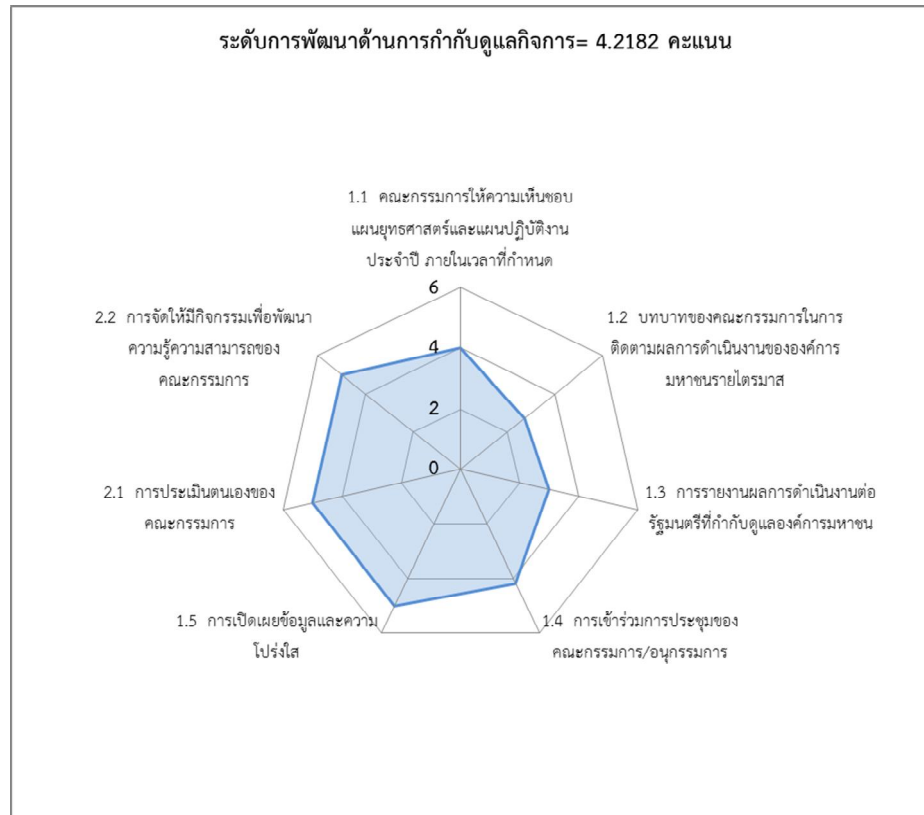 ระดับการพัฒนาด้านการกำกับดูแลกิจการ= 4.2182 คะแนน
1.1 คณะกรรมการให้ความเห็นชอบ
แผนยุทธศาสตร์และแผนปฏิบัติงาน
ประจำปี ภายในเวลาที่กำหนด
6
4
2
0
1.2 บทบาทของคณะกรรมการในการ
ติดตามผลการดำเนินงานขององค์การ
มหาชนรายไตรมาส
1.3 การรายงานผลการดำเนินงานต่อ
รัฐมนตรีที่กำกับดูแลองค์การมหาชน
1.4 การเข้าร่วมการประชุมของ
คณะกรรมการ/อนุกรรมการ
1.5 การเปิดเผยข้อมูลและความ
โปร่งใส
2.1 การประเมินตนเองของ
คณะกรรมการ
2.2 การจัดให้มีกิจกรรมเพื่อพัฒนา
ความรู้ความสามารถของ
คณะกรรมการ